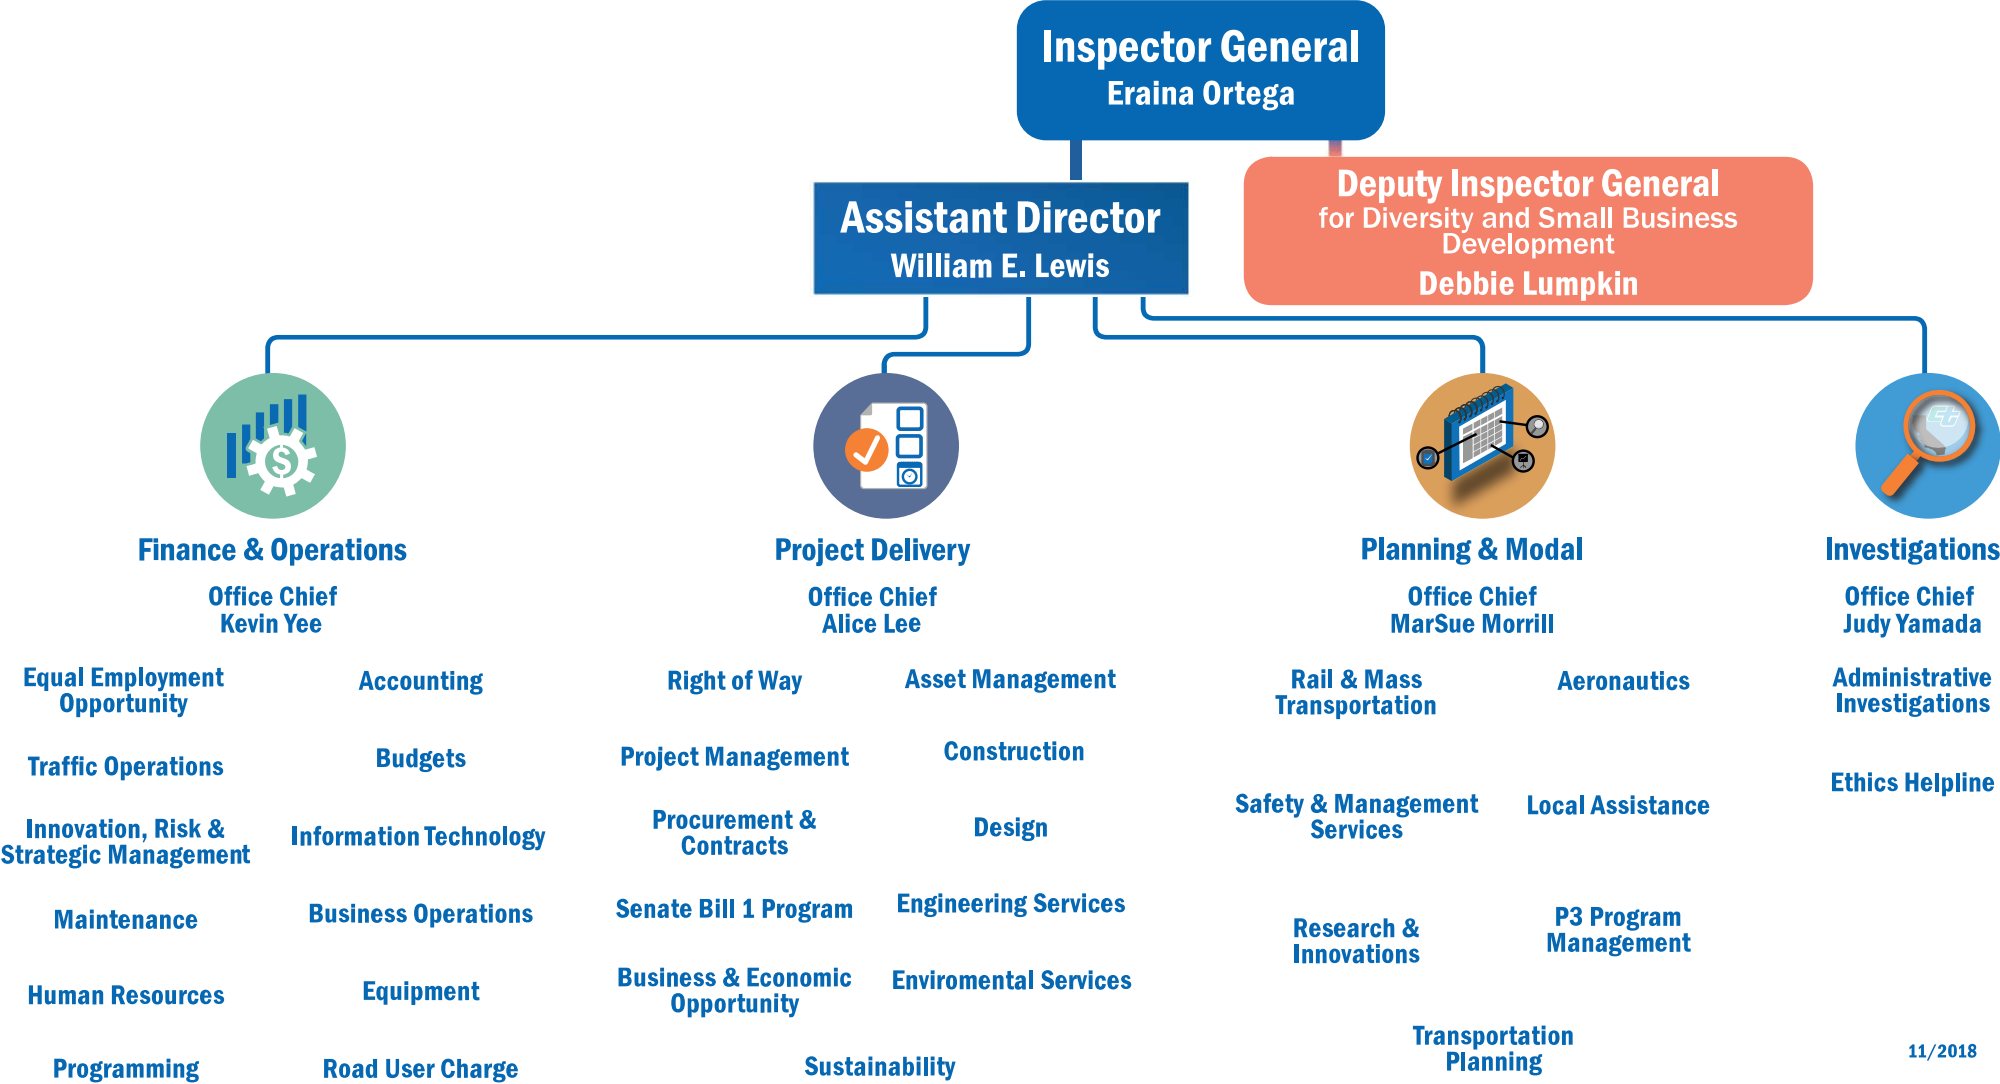 Inspector General
Eraina Ortega
Assistant Director
William E. Lewis
Deputy Inspector General
for Diversity and Small Business
Development
Debbie Lumpkin
Finance & Operations
Office Chief
Kevin Yee
Equal Employment
Opportunity
Accounting
Traffic Operations
Budgets
Innovation, Risk &
Strategic Management
Information Technology
Maintenance
Business Operations
Human Resources
Equipment
Programming
Road User Charge
Project Delivery
Office Chief
Alice Lee
Right of Way
Asset Management
Project Management
Construction
Procurement &
Contracts
Design
Senate Bill 1 Program
Engineering Services
Business & Economic
Opportunity
Enviromental Services
Sustainability
Planning & Modal
Office Chief
MarSue Morrill
Rail & Mass
Transportation
Aeronautics
Safety & Management
Services
Local Assistance
Research &
Innovations
P3 Program
Management
Transportation
Planning
Investigations
Office Chief
Judy Yamada
Administrative
Investigations
Ethics Helpline
11/2018
$
ct